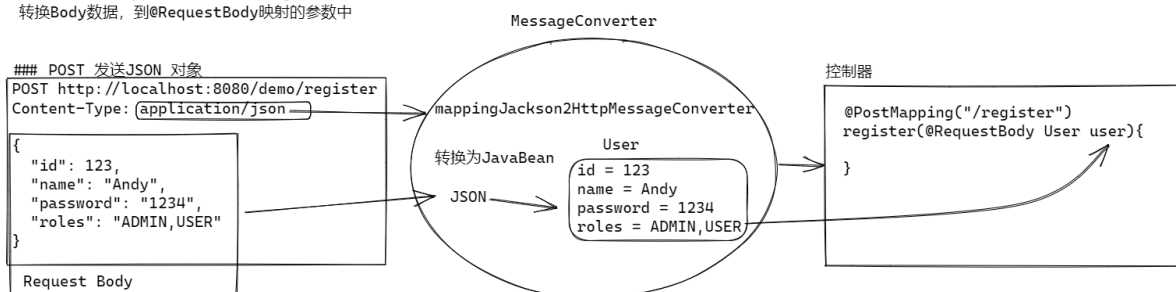 转换Body数据，到@RequestBody映射的参数中
MessageConverter
### POST 发送JSON 对象
POST http://localhost:8080/demo/register
Content-Type: application/json
{
"id": 123,
"name": "Andy",
"password": "1234",
"roles": "ADMIN,USER"
}
Request Body
mappingJackson2HttpMessageConverter
转换为JavaBean
JSON
User
id = 123
name = Andy
password = 1234
roles = ADMIN,USER
控制器
@PostMapping("/register")
register(@RequestBody User user){
}